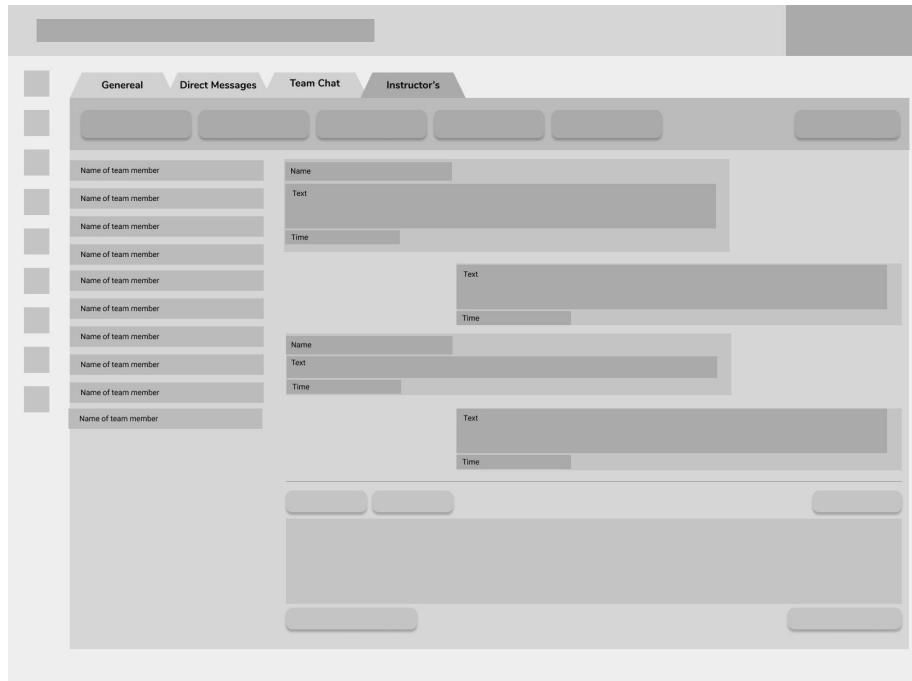 Genereal
Direct Messages
Team Chat
Instructor's
Name of team member
Name of team member
Name of team member
Name of team member
Name of team member
Name of team member
Name of team member
Name of team member
Name of team member
Name of team member
Name
Text
Time
Text
Time
Name
Text
Time
Text
Time